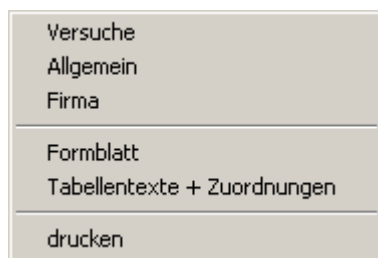 Versuche
Allgemein
Firma
Formblatt
Tabellentexte + Zuordnungen
drucken